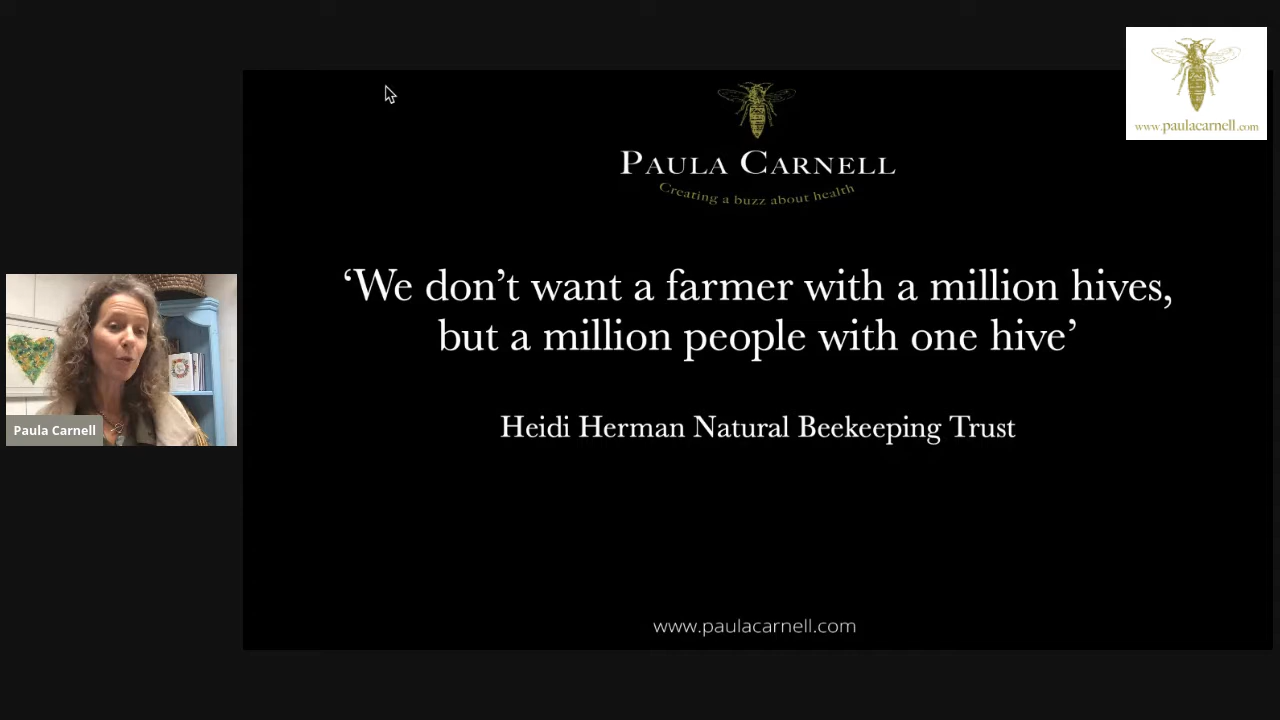 www.paulacarnell.com
PAULA CARNELL
Creating a buzz about health
‘We don’t want a farmer with a million hives,
but a million people with one hive’
Heidi Herman Natural Beekeeping Trust
Paula Carnell
www.paulacarnell.com